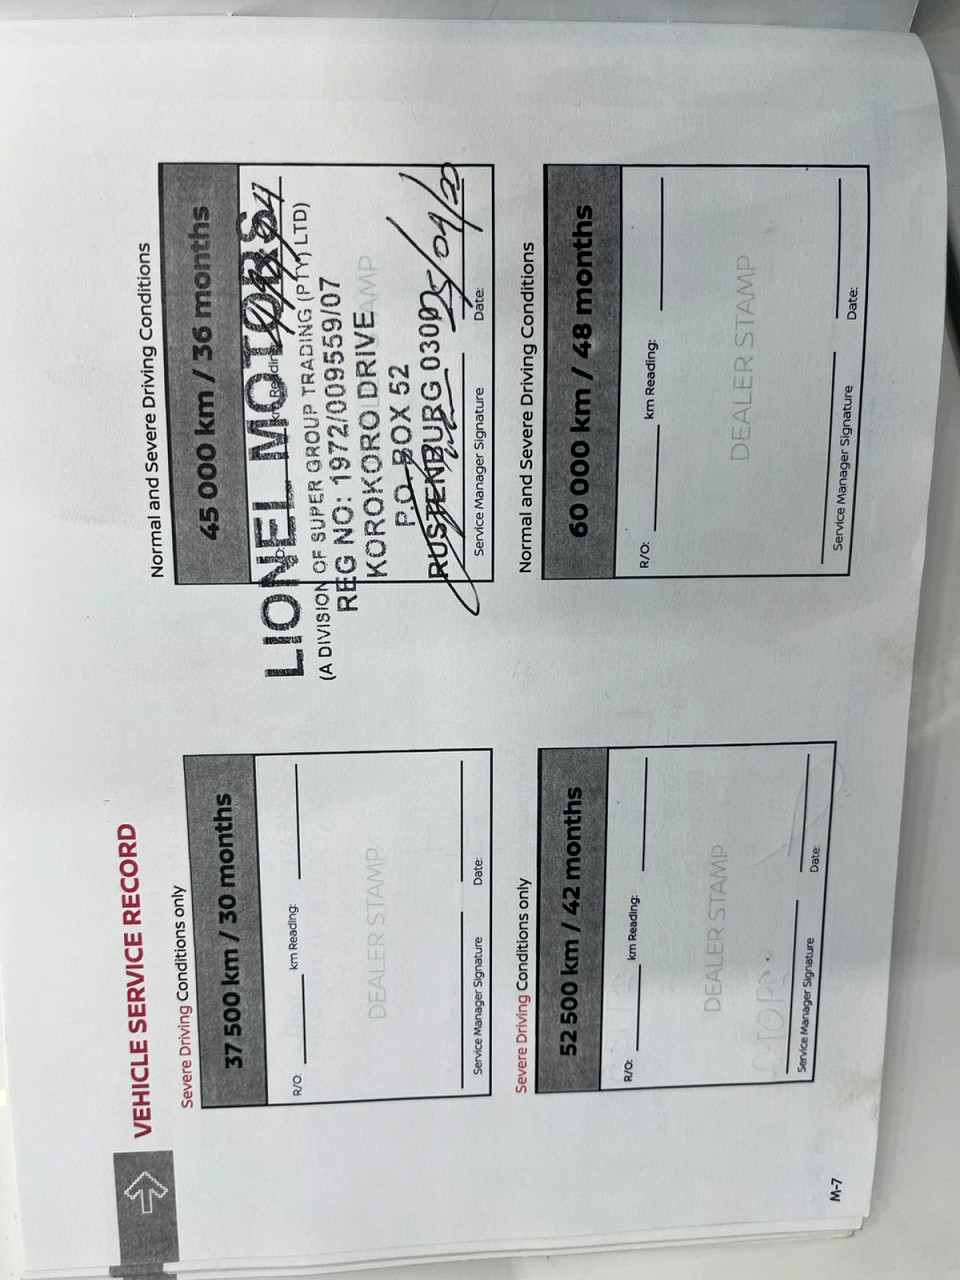 VEHICLE SERVICE RECORD
Severe Driving Conditions only
37 500 km / 30 months
R/O: km Reading:
DEALER STAMP
Service Manager Signature Date:
Normal and Severe Driving Conditions
45 000 km / 36 months
LIONEL MOTORS
(A DIVISION OF SUPER GROUP TRADING (PTY) LTD)
REG NO: 1972/009559/07
KOROKORO DRIVE
P.O. BOX 52
RUSTENBURG 0300
05/04/20
Service Manager Signature Date:
Severe Driving Conditions only
52 500 km / 42 months
R/O: km Reading:
DEALER STAMP
Service Manager Signature Date:
Normal and Severe Driving Conditions
60 000 km / 48 months
R/O: km Reading:
DEALER STAMP
Service Manager Signature Date:
M-7